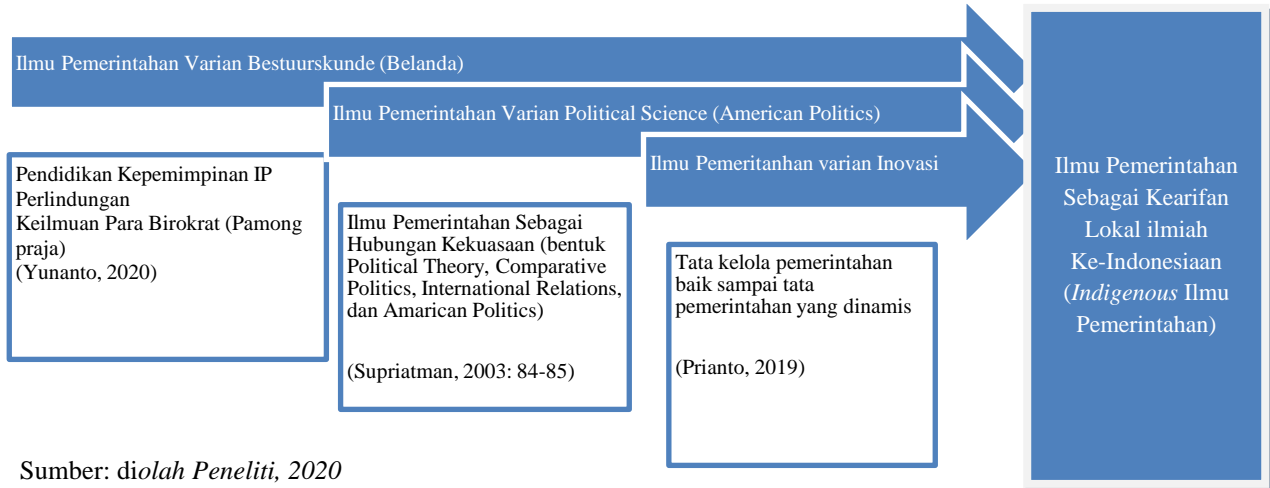 Ilmu Pemerintahan Varian Bestuurskunde (Belanda)
Ilmu Pemerintahan Varian Political Science (American Politics)
Ilmu Pemeritanhan varian Inovasi
Pendidikan Kepemimpinan IP
Perlindungan
Keilmuan Para Birokrat (Pamong
praja)
(Yunanto, 2020)
Ilmu Pemerintahan Sebagai
Hubungan Kekuasaan (bentuk
Political Theory, Comparative
Politics, International Relations,
dan Amarican Politics)
(Supriatman, 2003: 84-85)
Tata kelola pemerintahan
baik sampai tata
pemerintahan yang dinamis
(Prianto, 2019)
Ilmu Pemerintahan
Sebagai Kearifan
Lokal ilmiah
Ke-Indonesiaan
(Indigenous Ilmu
Pemerintahan)
Sumber: diolah Peneliti, 2020